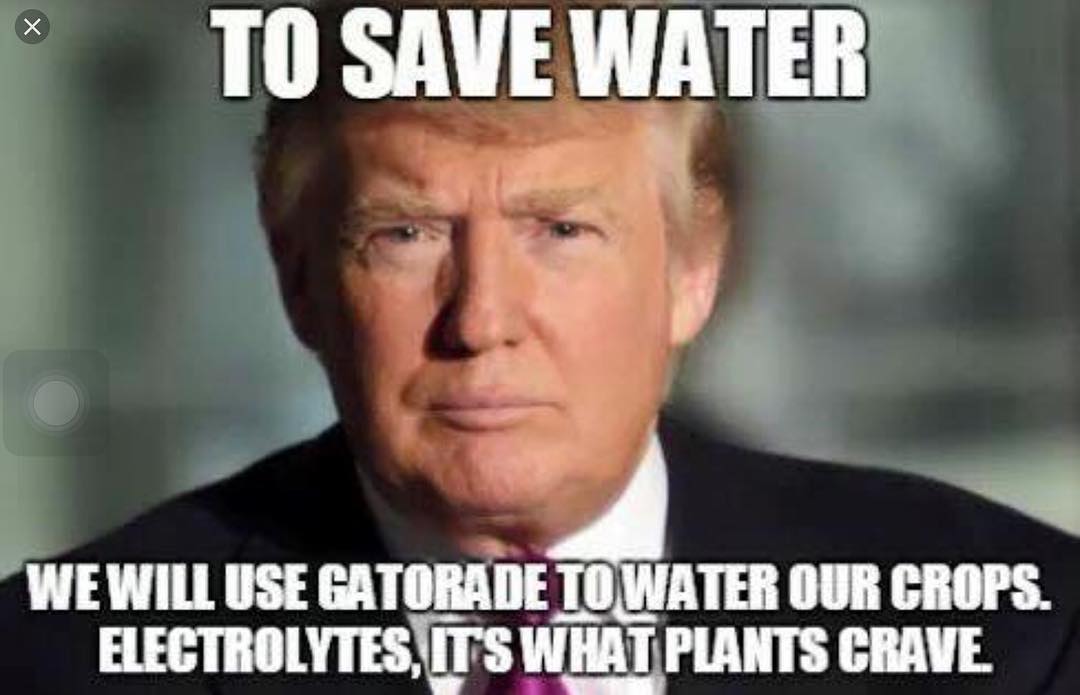 TO SAVE WATER
WE WILL USE GATORADE TO WATER OUR CROPS.
ELECTROLYTES, IT'S WHAT PLANTS CRAVE.